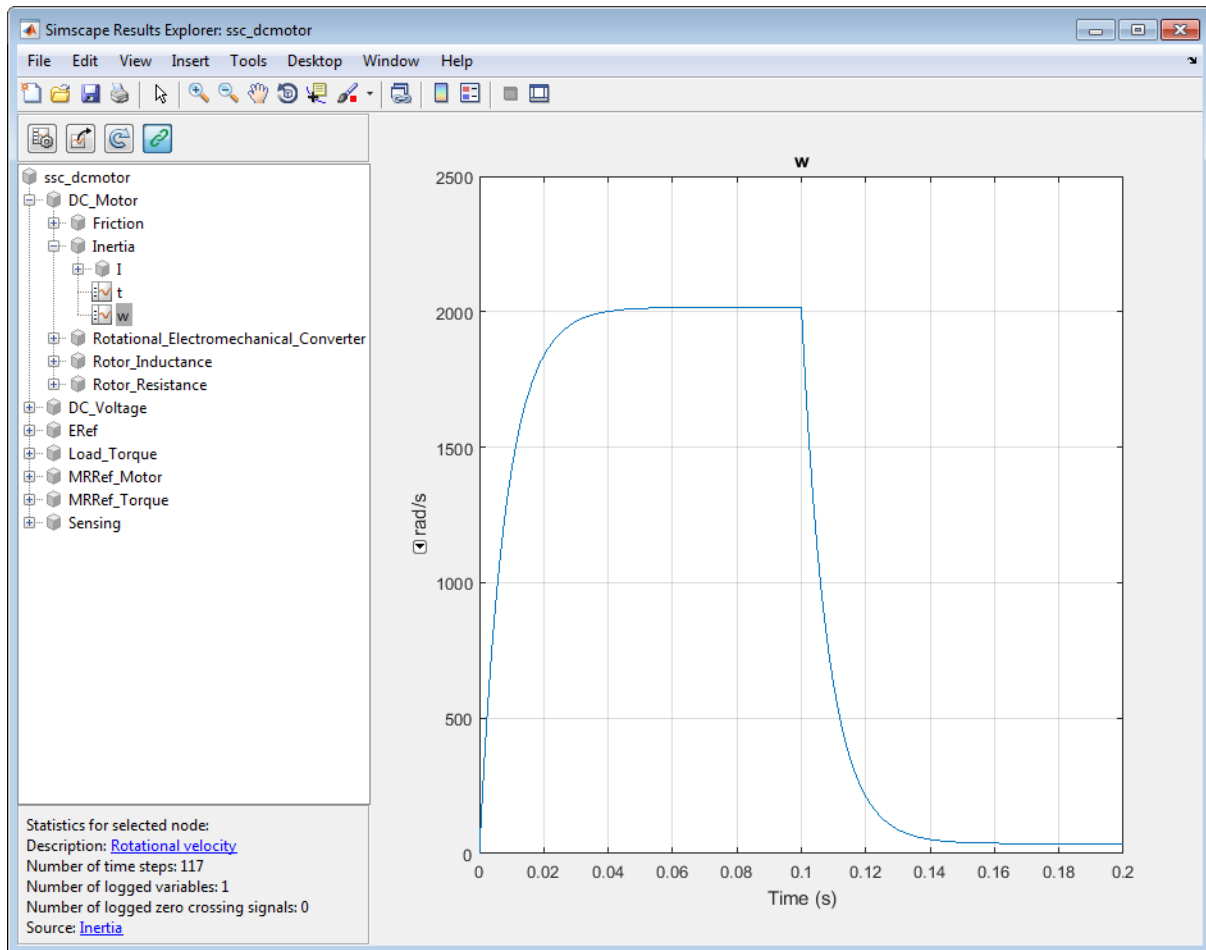 Simscape Results Explorer: ssc_dcmotor
File Edit View Insert Tools Desktop Window Help
ssc_dcmotor
DC_Motor
Friction
Inertia
I
t
w
Rotational_Electromechanical_Converter
Rotor_Inductance
Rotor_Resistance
DC_Voltage
ERef
Load_Torque
MRRef_Motor
MRRef_Torque
Sensing
Statistics for selected node:
Description: Rotational velocity
Number of time steps: 117
Number of logged variables: 1
Number of logged zero crossing signals: 0
Source: Inertia
w
2500
2000
1500
1000
500
0
rad/s
0 0.02 0.04 0.06 0.08 0.1 0.12 0.14 0.16 0.18 0.2
Time (s)